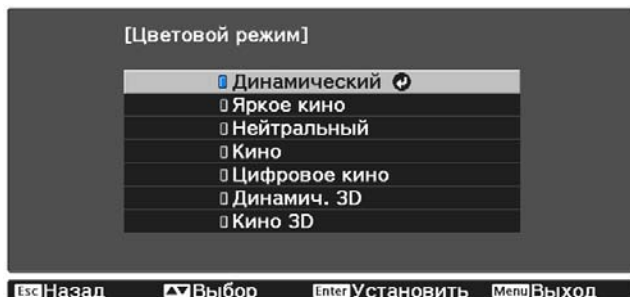 [Цветовой режим]
Динамический
Яркое кино
Нейтральный
Кино
Цифровое кино
Динамич. 3D
Кино 3D
Esc Назад Выбор Enter Установить Menu Выход